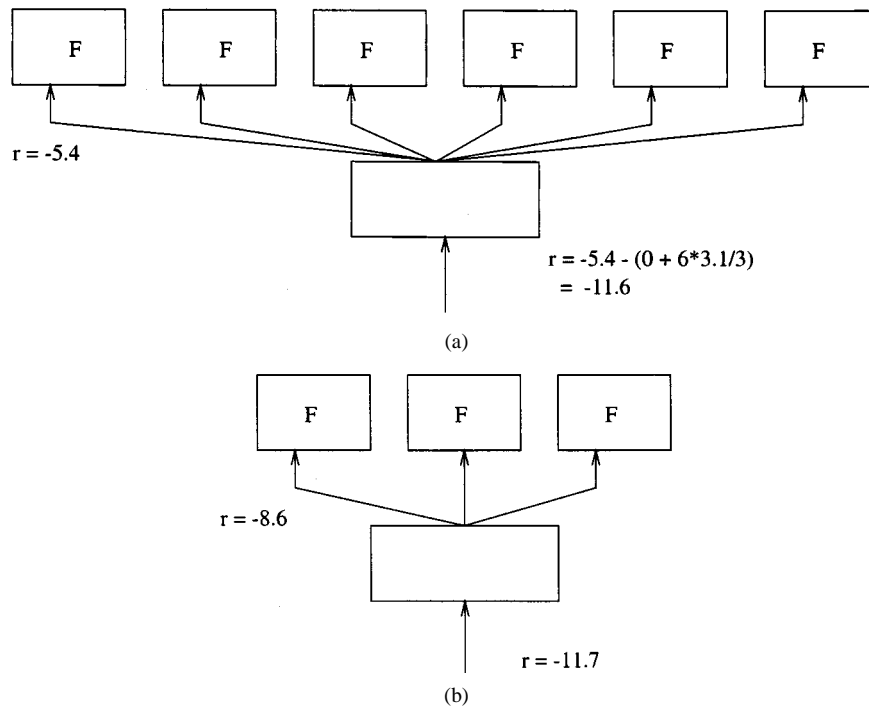 F F F F F F
r = -5.4
r = -5.4 - (0 + 6*3.1/3)
= -11.6
(a)
F F F
r = -8.6
r = -11.7
(b)